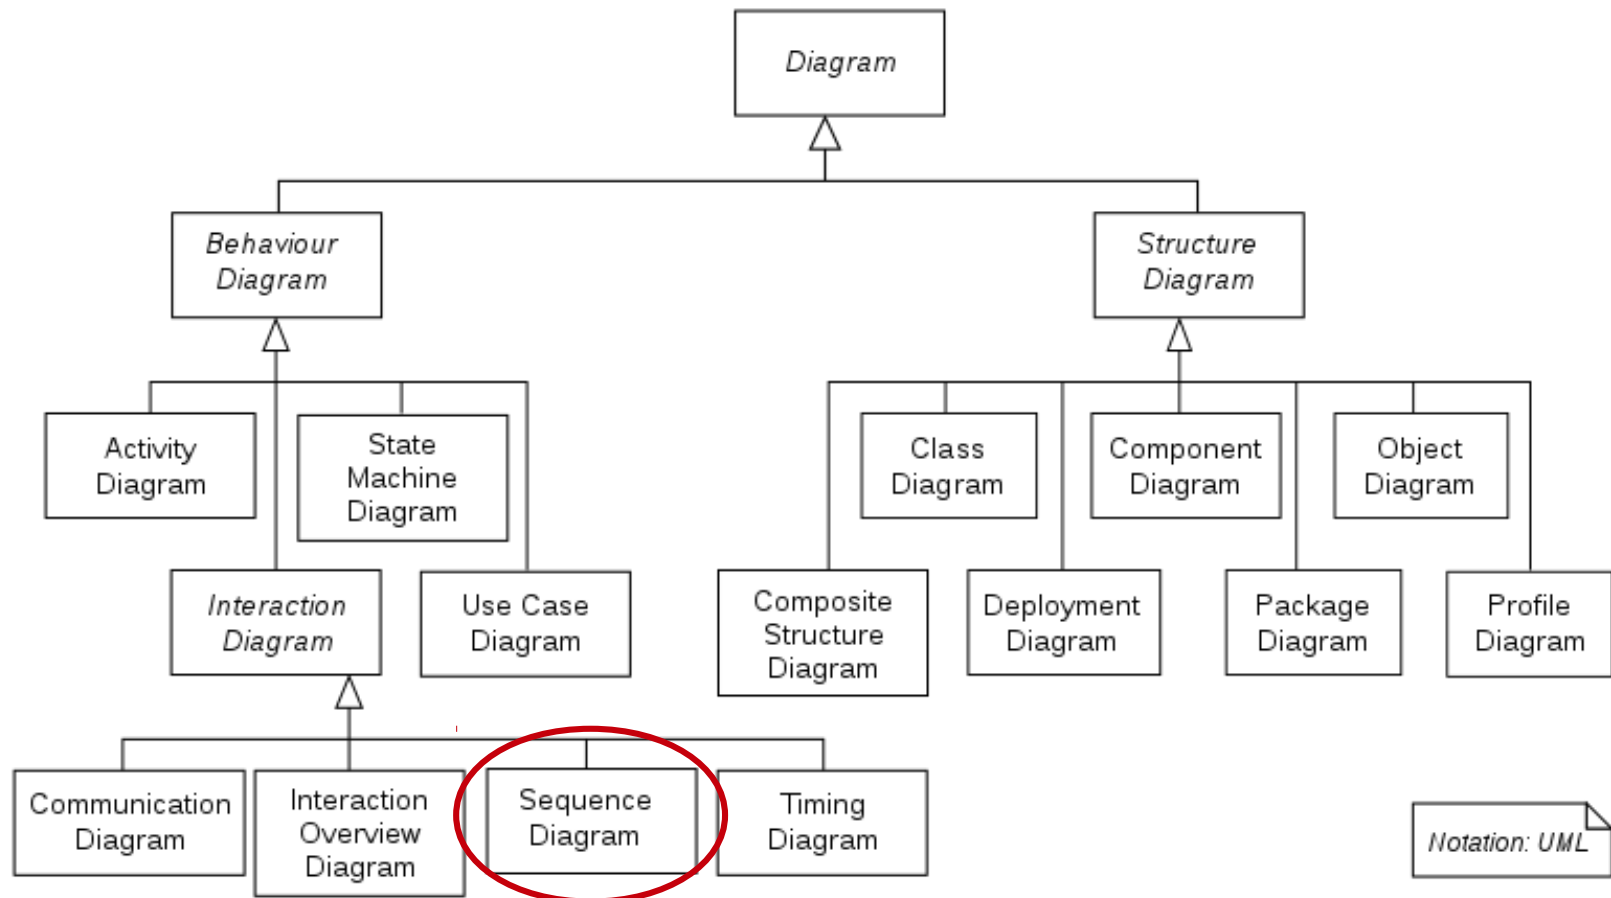 Diagram
Behaviour
Diagram
Structure
Diagram
Activity
Diagram
State
Machine
Diagram
Class
Diagram
Component
Diagram
Object
Diagram
Interaction
Diagram
Use Case
Diagram
Composite
Structure
Diagram
Deployment
Diagram
Package
Diagram
Profile
Diagram
Communication
Diagram
Interaction
Overview
Diagram
Sequence
Diagram
Timing
Diagram
Notation: UML